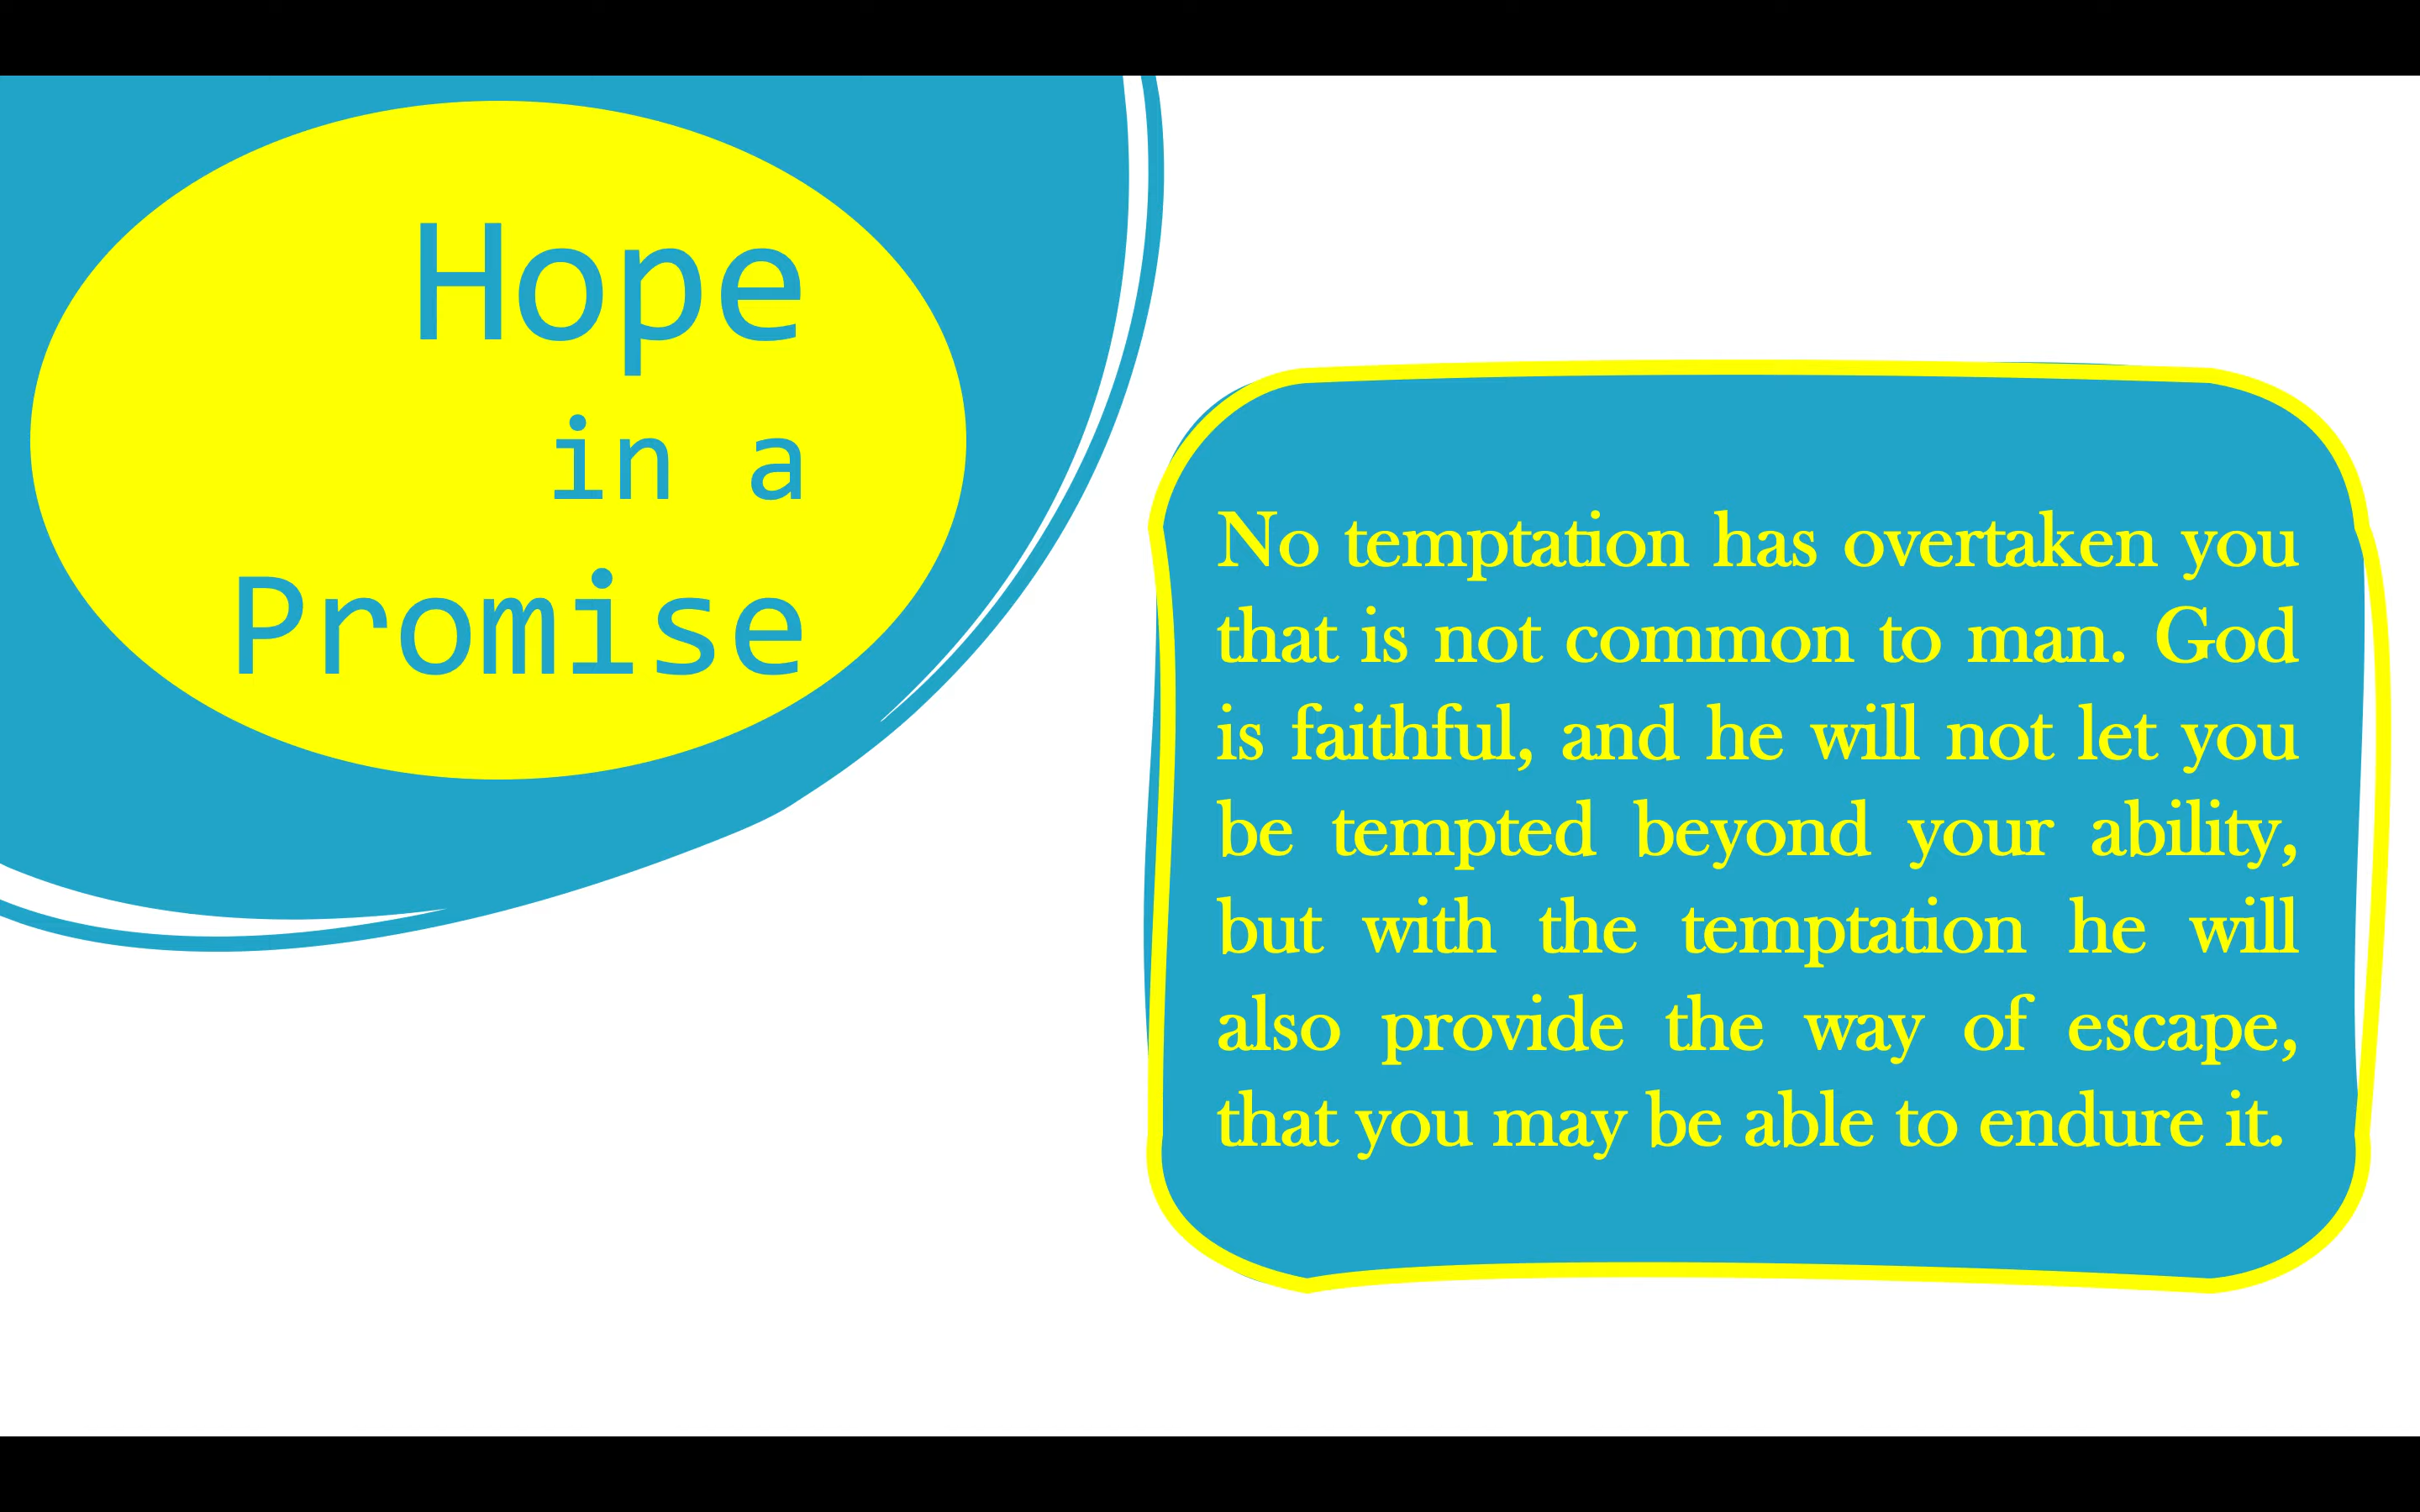 Hope
in a
Promise
No temptation has overtaken you
that is not common to man. God
is faithful, and he will not let you
be tempted beyond your ability,
but with the temptation he will
also provide the way of escape,
that you may be able to endure it.